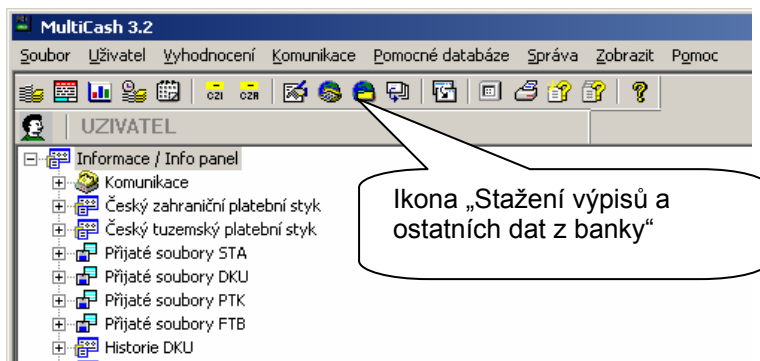 MultiCash 3.2
Soubor Uživatel Vyhodnocení Komunikace Pomocné databáze Správa Zobrazit Pomoc
CZI CZA
UZIVATEL
Informace / Info panel
Komunikace
Český zahraniční platební styk
Český tuzemský platební styk
Přijaté soubory STA
Přijaté soubory DKU
Přijaté soubory PTK
Přijaté soubory FTB
Historie DKU
Ikona „Stažení výpisů a
ostatních dat z banky“